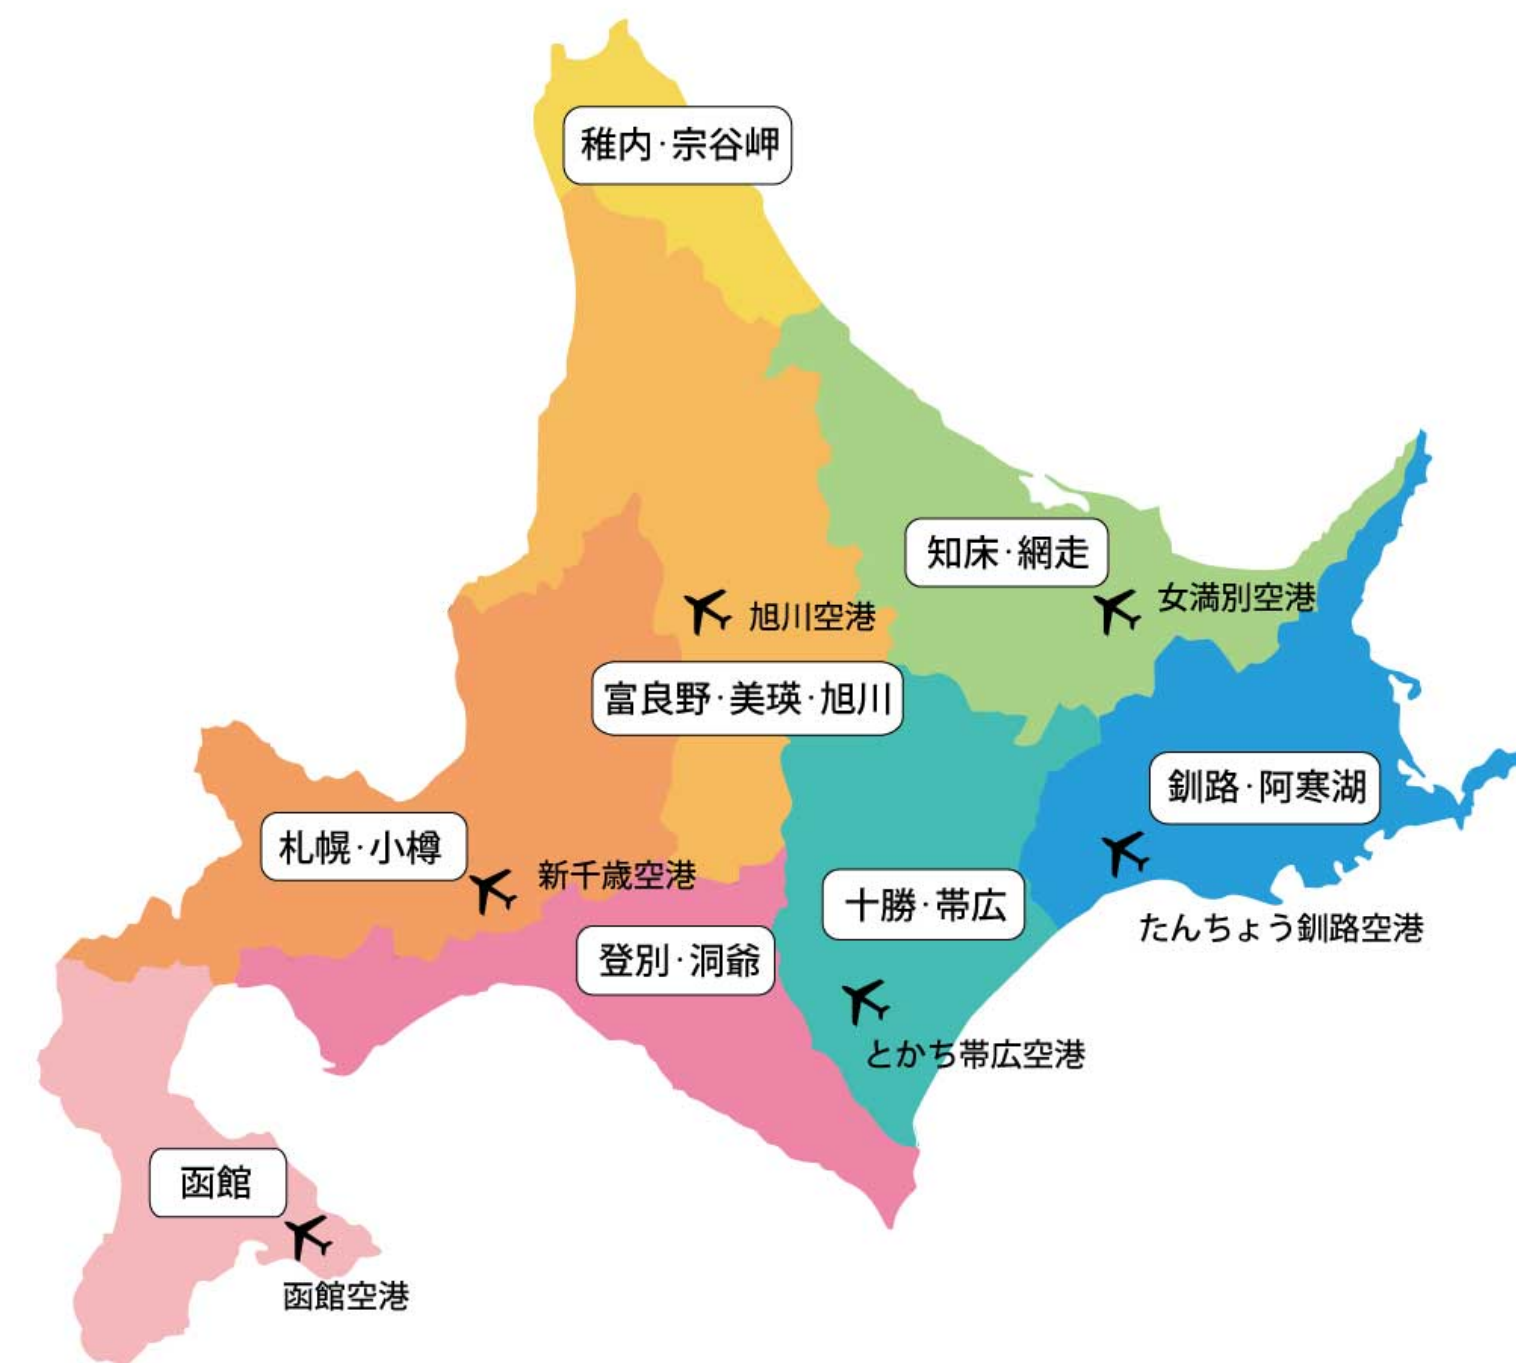 稚内・宗谷岬
知床・網走
女満別空港
旭川空港
富良野・美瑛・旭川
釧路・阿寒湖
札幌・小樽
新千歳空港
十勝・帯広
たんちょう釧路空港
登別・洞爺
とかち帯広空港
函館
函館空港